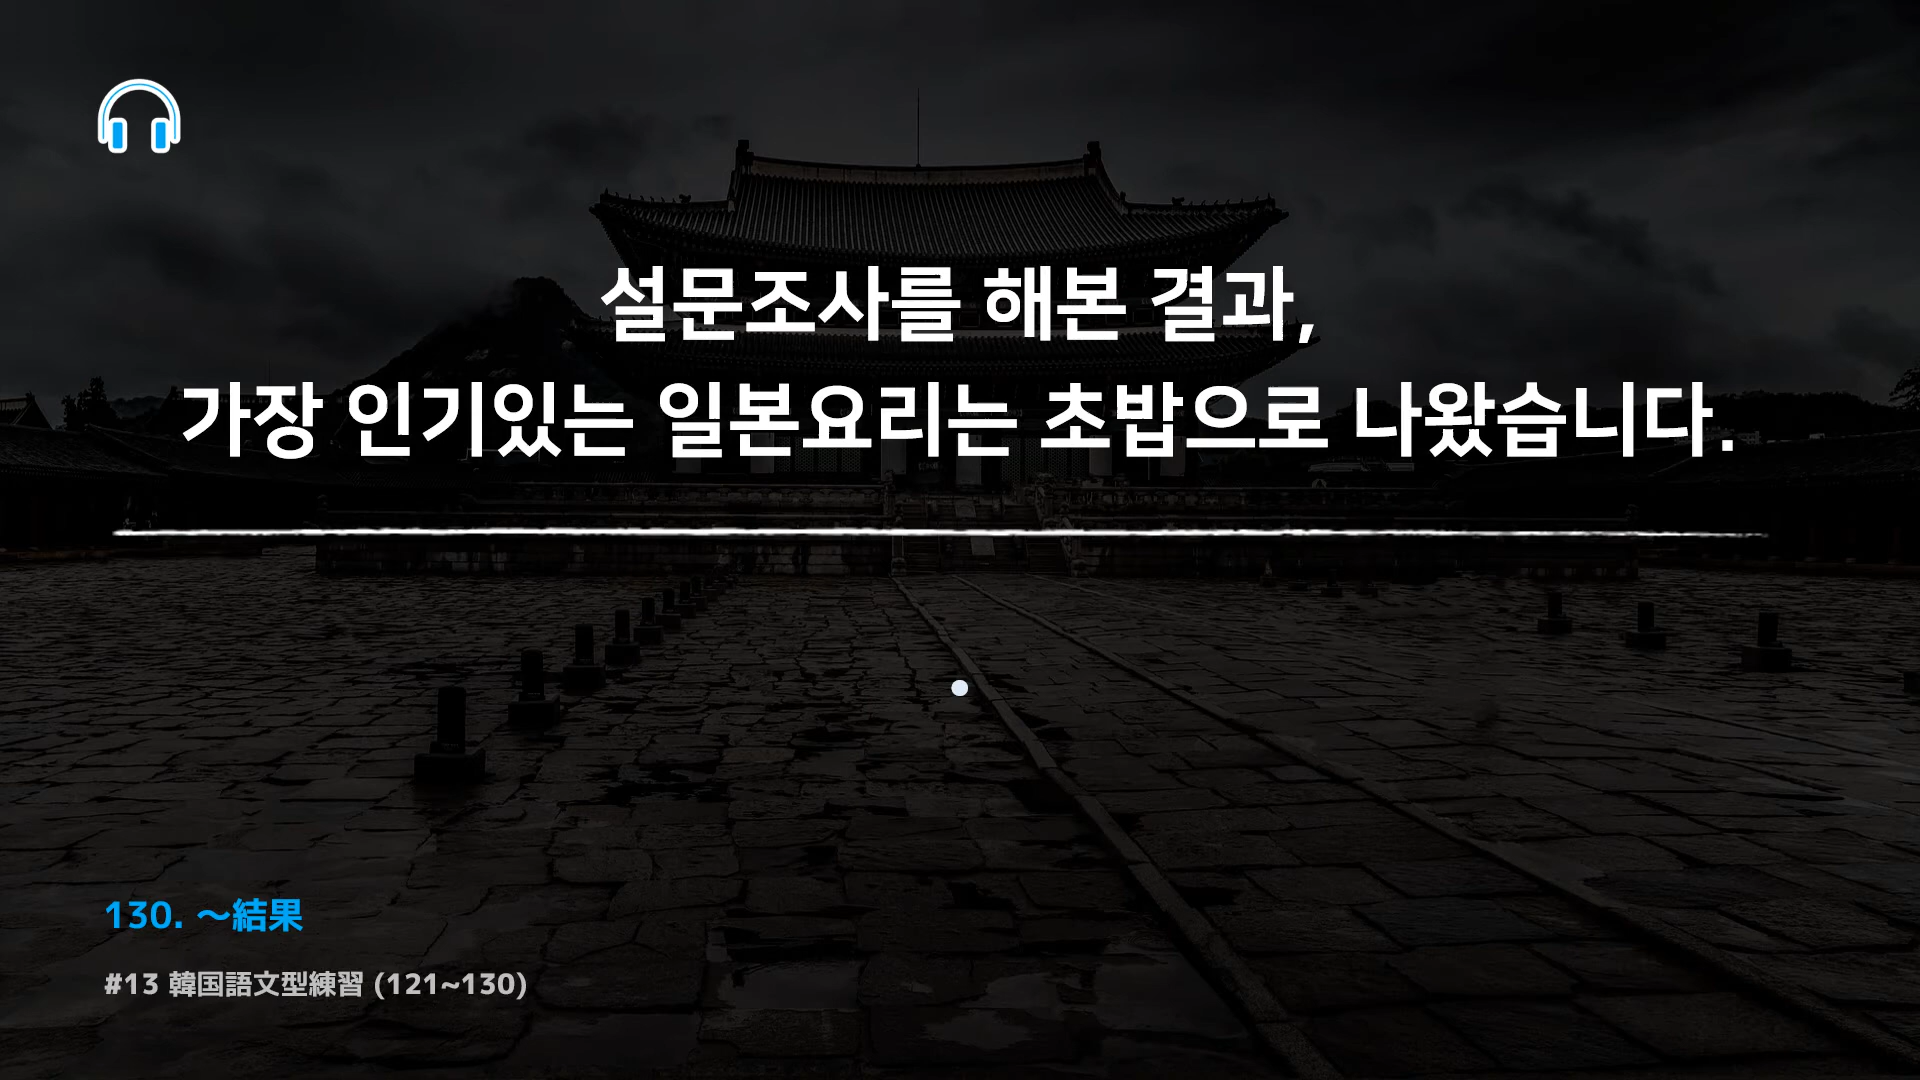 설문조사를 해본 결과,
가장 인기있는 일본요리는 초밥으로 나왔습니다.
130. ～結果
#13 韓国語文型練習 (121~130)